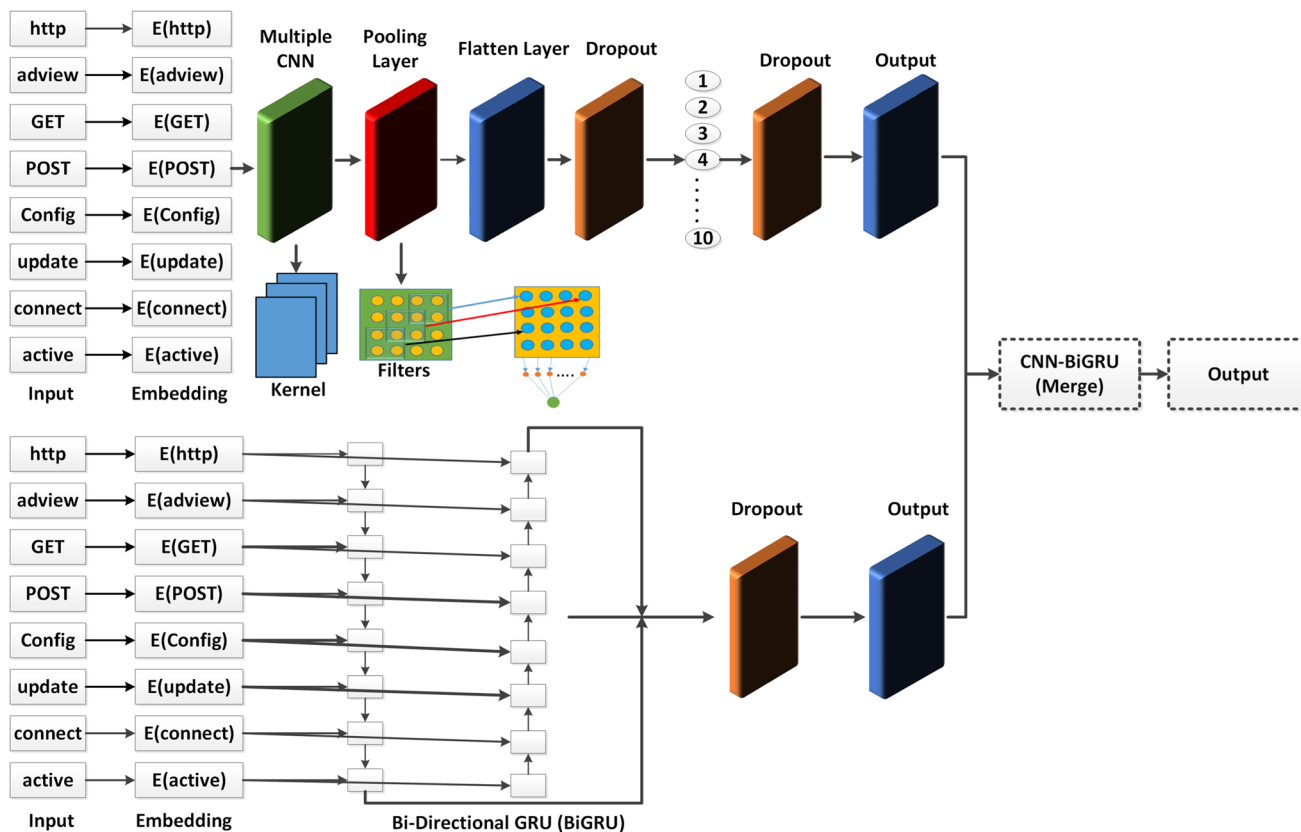 http E(http)
adview E(adview)
GET E(GET)
POST E(POST)
Config E(Config)
update E(update)
connect E(connect)
active E(active)
Input Embedding
Multiple
CNN
Pooling
Layer
Flatten Layer
Dropout
1
2
3
4
10
Dropout
Output
Kernel
Filters
CNN-BiGRU
(Merge)
Output
http E(http)
adview E(adview)
GET E(GET)
POST E(POST)
Config E(Config)
update E(update)
connect E(connect)
active E(active)
Input Embedding
Bi-Directional GRU (BiGRU)
Dropout
Output